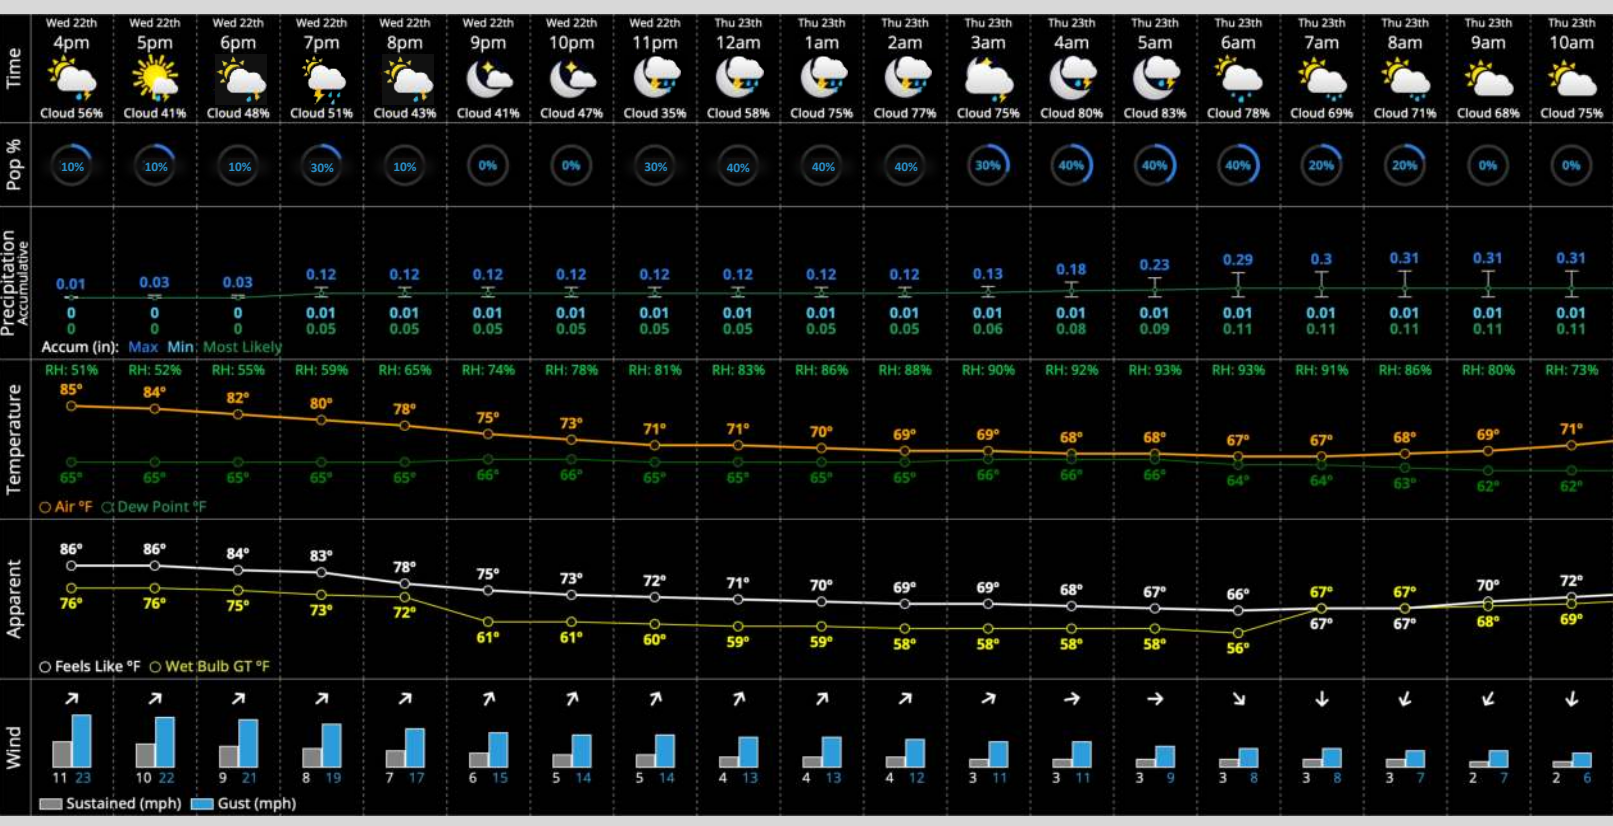 Wed 22th Wed 22th Wed 22th Wed 22th Wed 22th Wed 22th Wed 22th Wed 22th Thu 23th Thu 23th Thu 23th Thu 23th Thu 23th Thu 23th Thu 23th Thu 23th Thu 23th Thu 23th Thu 23th
Time 4pm 5pm 6pm 7pm 8pm 9pm 10pm 11pm 12am 1am 2am 3am 4am 5am 6am 7am 8am 9am 10am
Cloud 56% Cloud 41% Cloud 48% Cloud 51% Cloud 43% Cloud 41% Cloud 47% Cloud 35% Cloud 58% Cloud 75% Cloud 77% Cloud 75% Cloud 80% Cloud 83% Cloud 78% Cloud 69% Cloud 71% Cloud 68% Cloud 75%
Pop % 10% 10% 10% 30% 10% 0% 0% 30% 40% 40% 40% 30% 40% 40% 40% 20% 20% 0% 0%
Precipitation
Accumulative
0.01 0.03 0.03 0.12 0.12 0.12 0.12 0.12 0.12 0.12 0.12 0.13 0.18 0.23 0.29 0.3 0.31 0.31 0.31
0 0 0 0.01 0.01 0.01 0.01 0.01 0.01 0.01 0.01 0.01 0.01 0.01 0.01 0.01 0.01 0.01 0.01
0 0 0 0.05 0.05 0.05 0.05 0.05 0.05 0.05 0.05 0.06 0.08 0.09 0.11 0.11 0.11 0.11 0.11
Accum (in): Max Min Most Likely
Temperature
RH: 51% RH: 52% RH: 55% RH: 59% RH: 65% RH: 74% RH: 78% RH: 81% RH: 83% RH: 86% RH: 88% RH: 90% RH: 92% RH: 93% RH: 93% RH: 91% RH: 86% RH: 80% RH: 73%
85° 84° 82° 80° 78° 75° 73° 71° 71° 70° 69° 69° 68° 68° 67° 67° 68° 69° 71°
65° 65° 65° 65° 65° 66° 66° 65° 65° 65° 65° 66° 66° 66° 64° 64° 63° 62° 62°
Air °F Dew Point °F
Apparent
86° 86° 84° 83° 78° 75° 73° 72° 71° 70° 69° 69° 68° 67° 66° 67° 67° 70° 72°
76° 76° 75° 73° 72° 61° 61° 60° 59° 59° 58° 58° 58° 58° 56° 67° 67° 68° 69°
Feels Like °F Wet Bulb GT °F
Wind
11 23 10 22 9 21 8 19 7 17 6 15 5 14 5 14 4 13 4 13 4 12 3 11 3 11 3 9 3 8 3 8 3 7 2 7 2 6
Sustained (mph) Gust (mph)